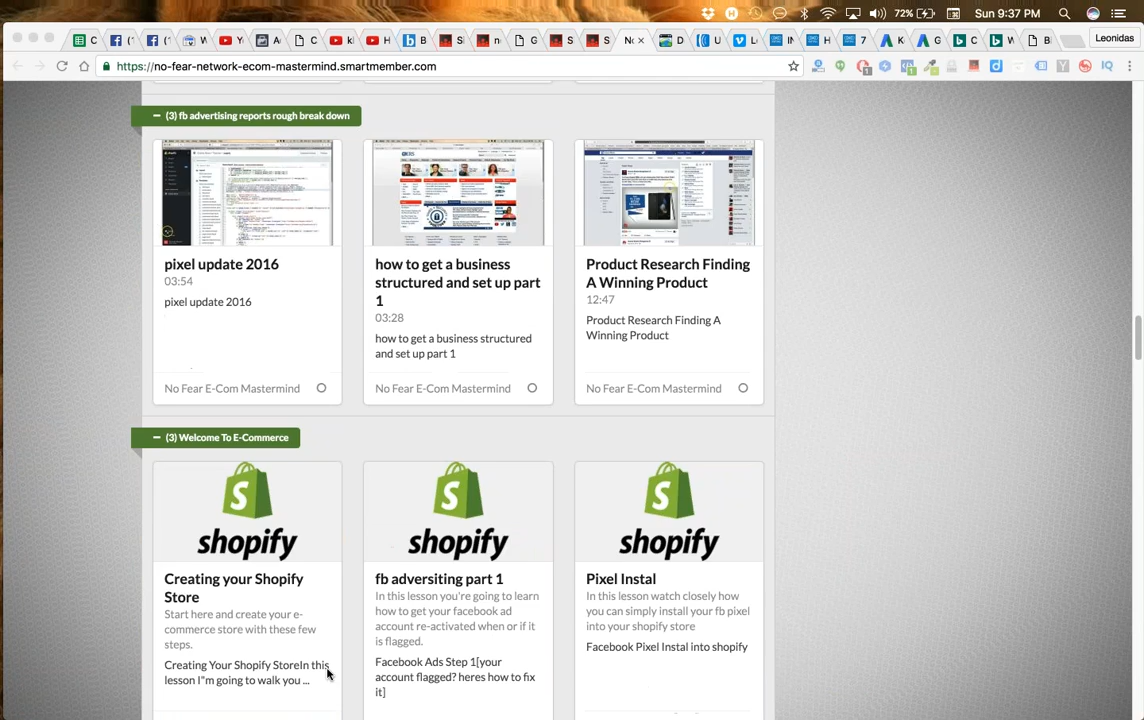 72%
Sun 9:37 PM
Leonidas
https://no-fear-network-ecom-mastermind.smartmember.com
IQ
− (3) fb advertising reports rough break down
pixel update 2016
03:54
pixel update 2016
No Fear E-Com Mastermind
how to get a business
structured and set up part
1
03:28
how to get a business structured
and set up part 1
No Fear E-Com Mastermind
Product Research Finding
A Winning Product
12:47
Product Research Finding A
Winning Product
No Fear E-Com Mastermind
− (3) Welcome To E-Commerce
shopify
Creating your Shopify
Store
Start here and create your e-
commerce store with these few
steps.
Creating Your Shopify StoreIn this
lesson I"m going to walk you ...
shopify
fb adversiting part 1
In this lesson you're going to learn
how to get your facebook ad
account re-activated when or if it
is flagged.
Facebook Ads Step 1[your
account flagged? heres how to fix
it]
shopify
Pixel Instal
In this lesson watch closely how
you can simply install your fb pixel
into your shopify store
Facebook Pixel Instal into shopify